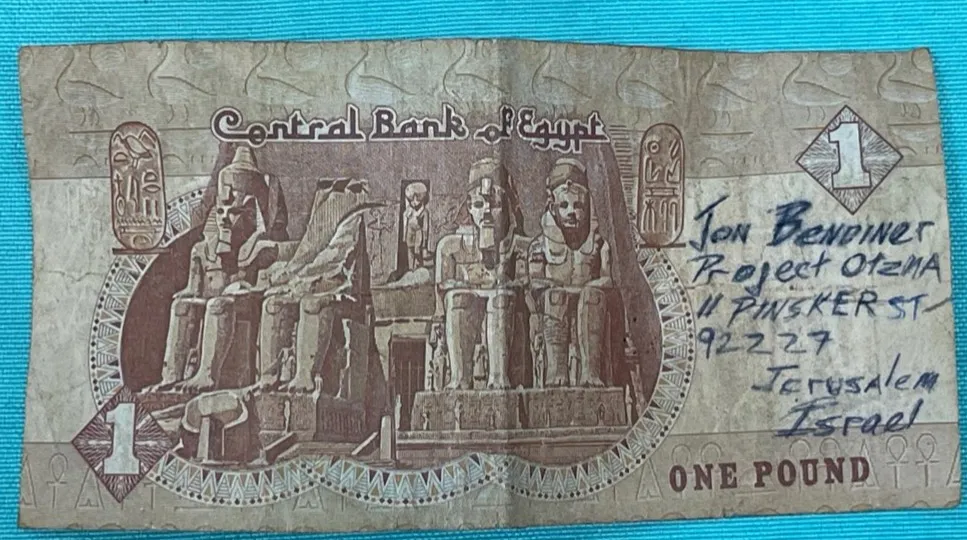 Central Bank of Egypt
1
Jon Bendiner
Project OtzMA
11 PINSKER ST
92227
Jerusalem
Israel
1
ONE POUND